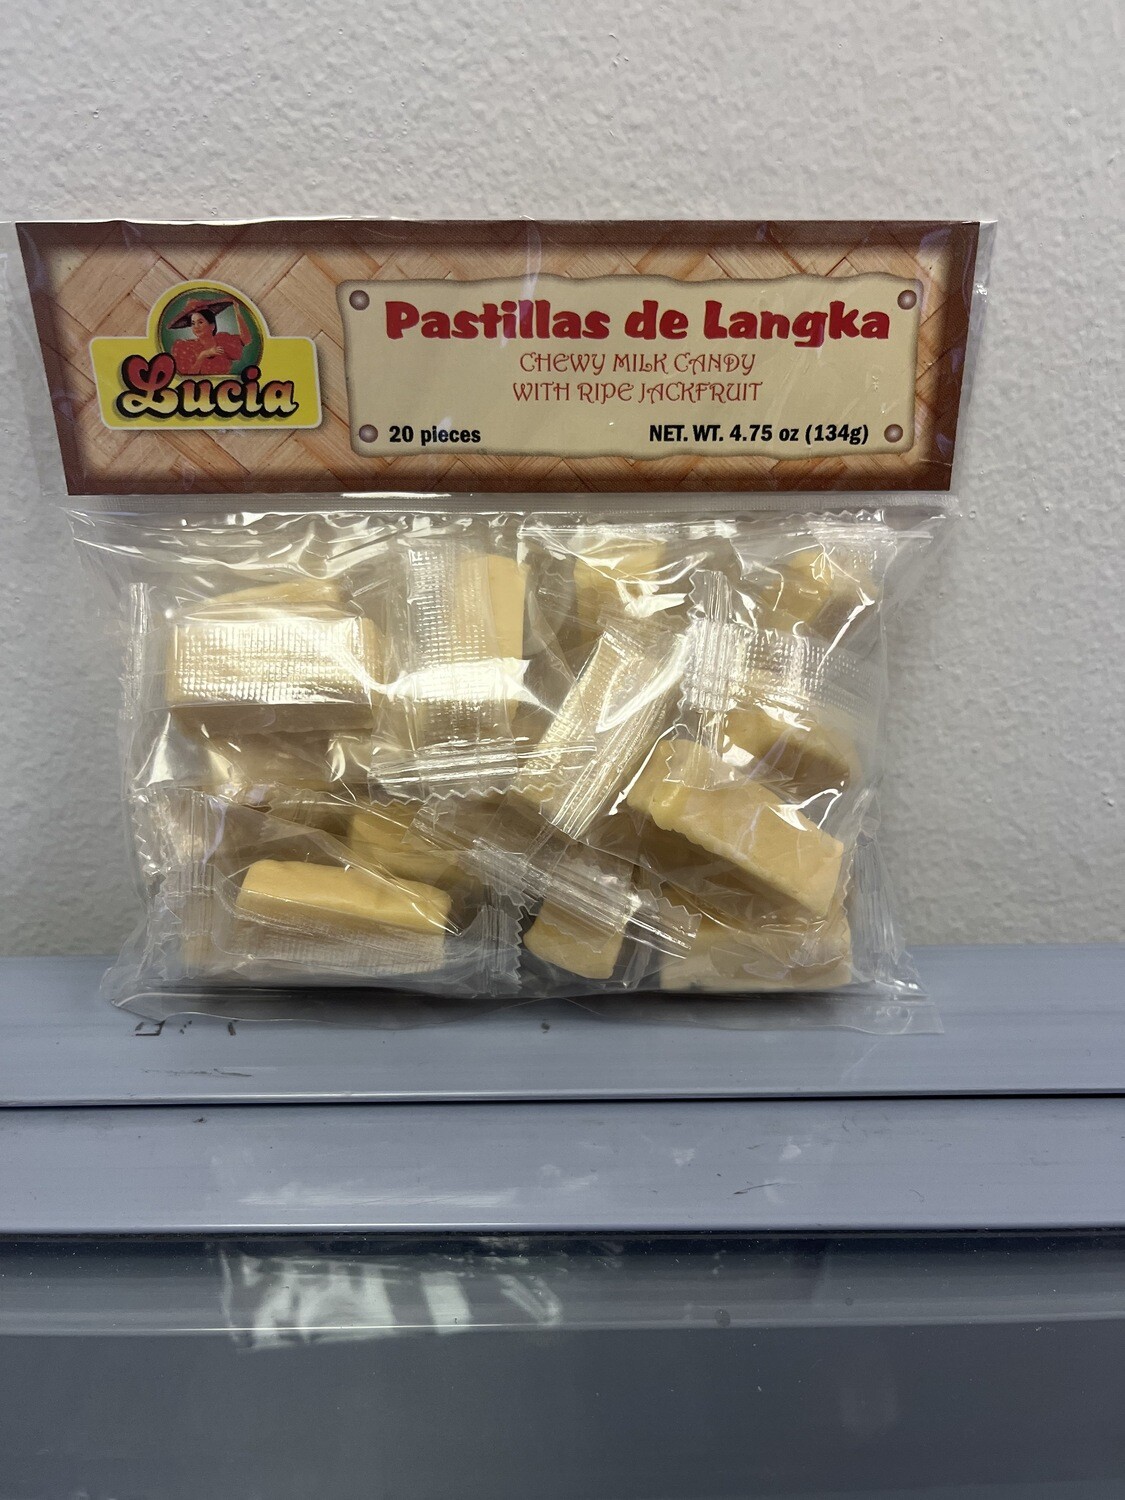 Lucia
Pastillas de Langka
CHEWY MILK CANDY
WITH RIPE JACKFRUIT
20 pieces
NET. WT. 4.75 oz (134g)